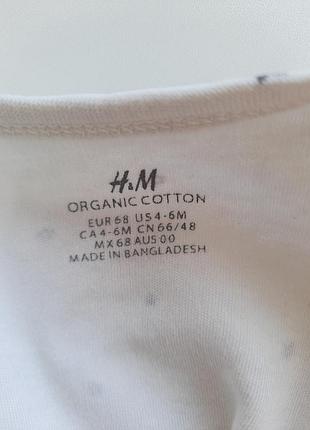 H&M
ORGANIC COTTON
EUR 68 US 4-6M
CA 4-6M CN 66/48
MX 68 AUS 00
MADE IN BANGLADESH